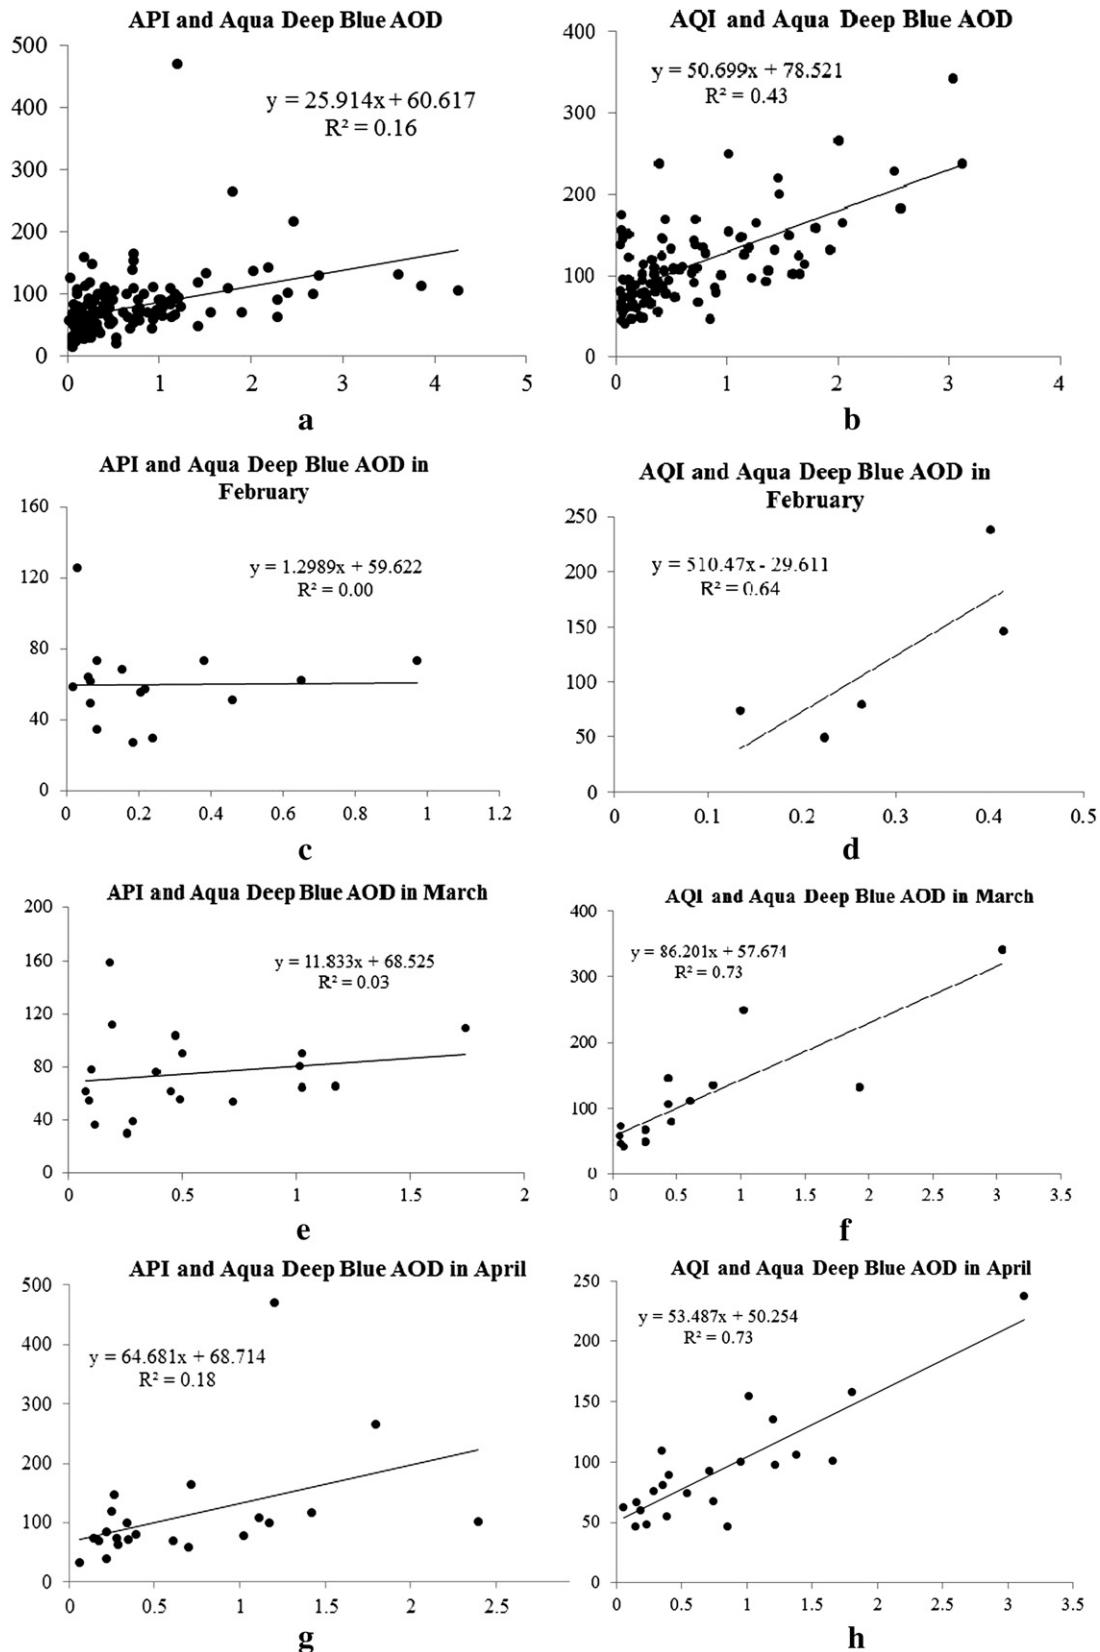 API and Aqua Deep Blue AOD
500
400
300
200
100
0
y = 25.914x + 60.617
R² = 0.16
0 1 2 3 4 5
a
AQI and Aqua Deep Blue AOD
400
300
200
100
0
y = 50.699x + 78.521
R² = 0.43
0 1 2 3 4
b
API and Aqua Deep Blue AOD in
February
160
120
80
40
0
y = 1.2989x + 59.622
R² = 0.00
0 0.2 0.4 0.6 0.8 1 1.2
c
AQI and Aqua Deep Blue AOD in
February
250
200
150
100
50
0
y = 510.47x - 29.611
R² = 0.64
0 0.1 0.2 0.3 0.4 0.5
d
API and Aqua Deep Blue AOD in March
200
160
120
80
40
0
y = 11.833x + 68.525
R² = 0.03
0 0.5 1 1.5 2
e
AQI and Aqua Deep Blue AOD in March
400
300
200
100
0
y = 86.201x + 57.674
R² = 0.73
0 0.5 1 1.5 2 2.5 3 3.5
f
API and Aqua Deep Blue AOD in April
500
400
300
200
100
0
y = 64.681x + 68.714
R² = 0.18
0 0.5 1 1.5 2 2.5
g
AQI and Aqua Deep Blue AOD in April
250
200
150
100
50
0
y = 53.487x + 50.254
R² = 0.73
0 0.5 1 1.5 2 2.5 3 3.5
h